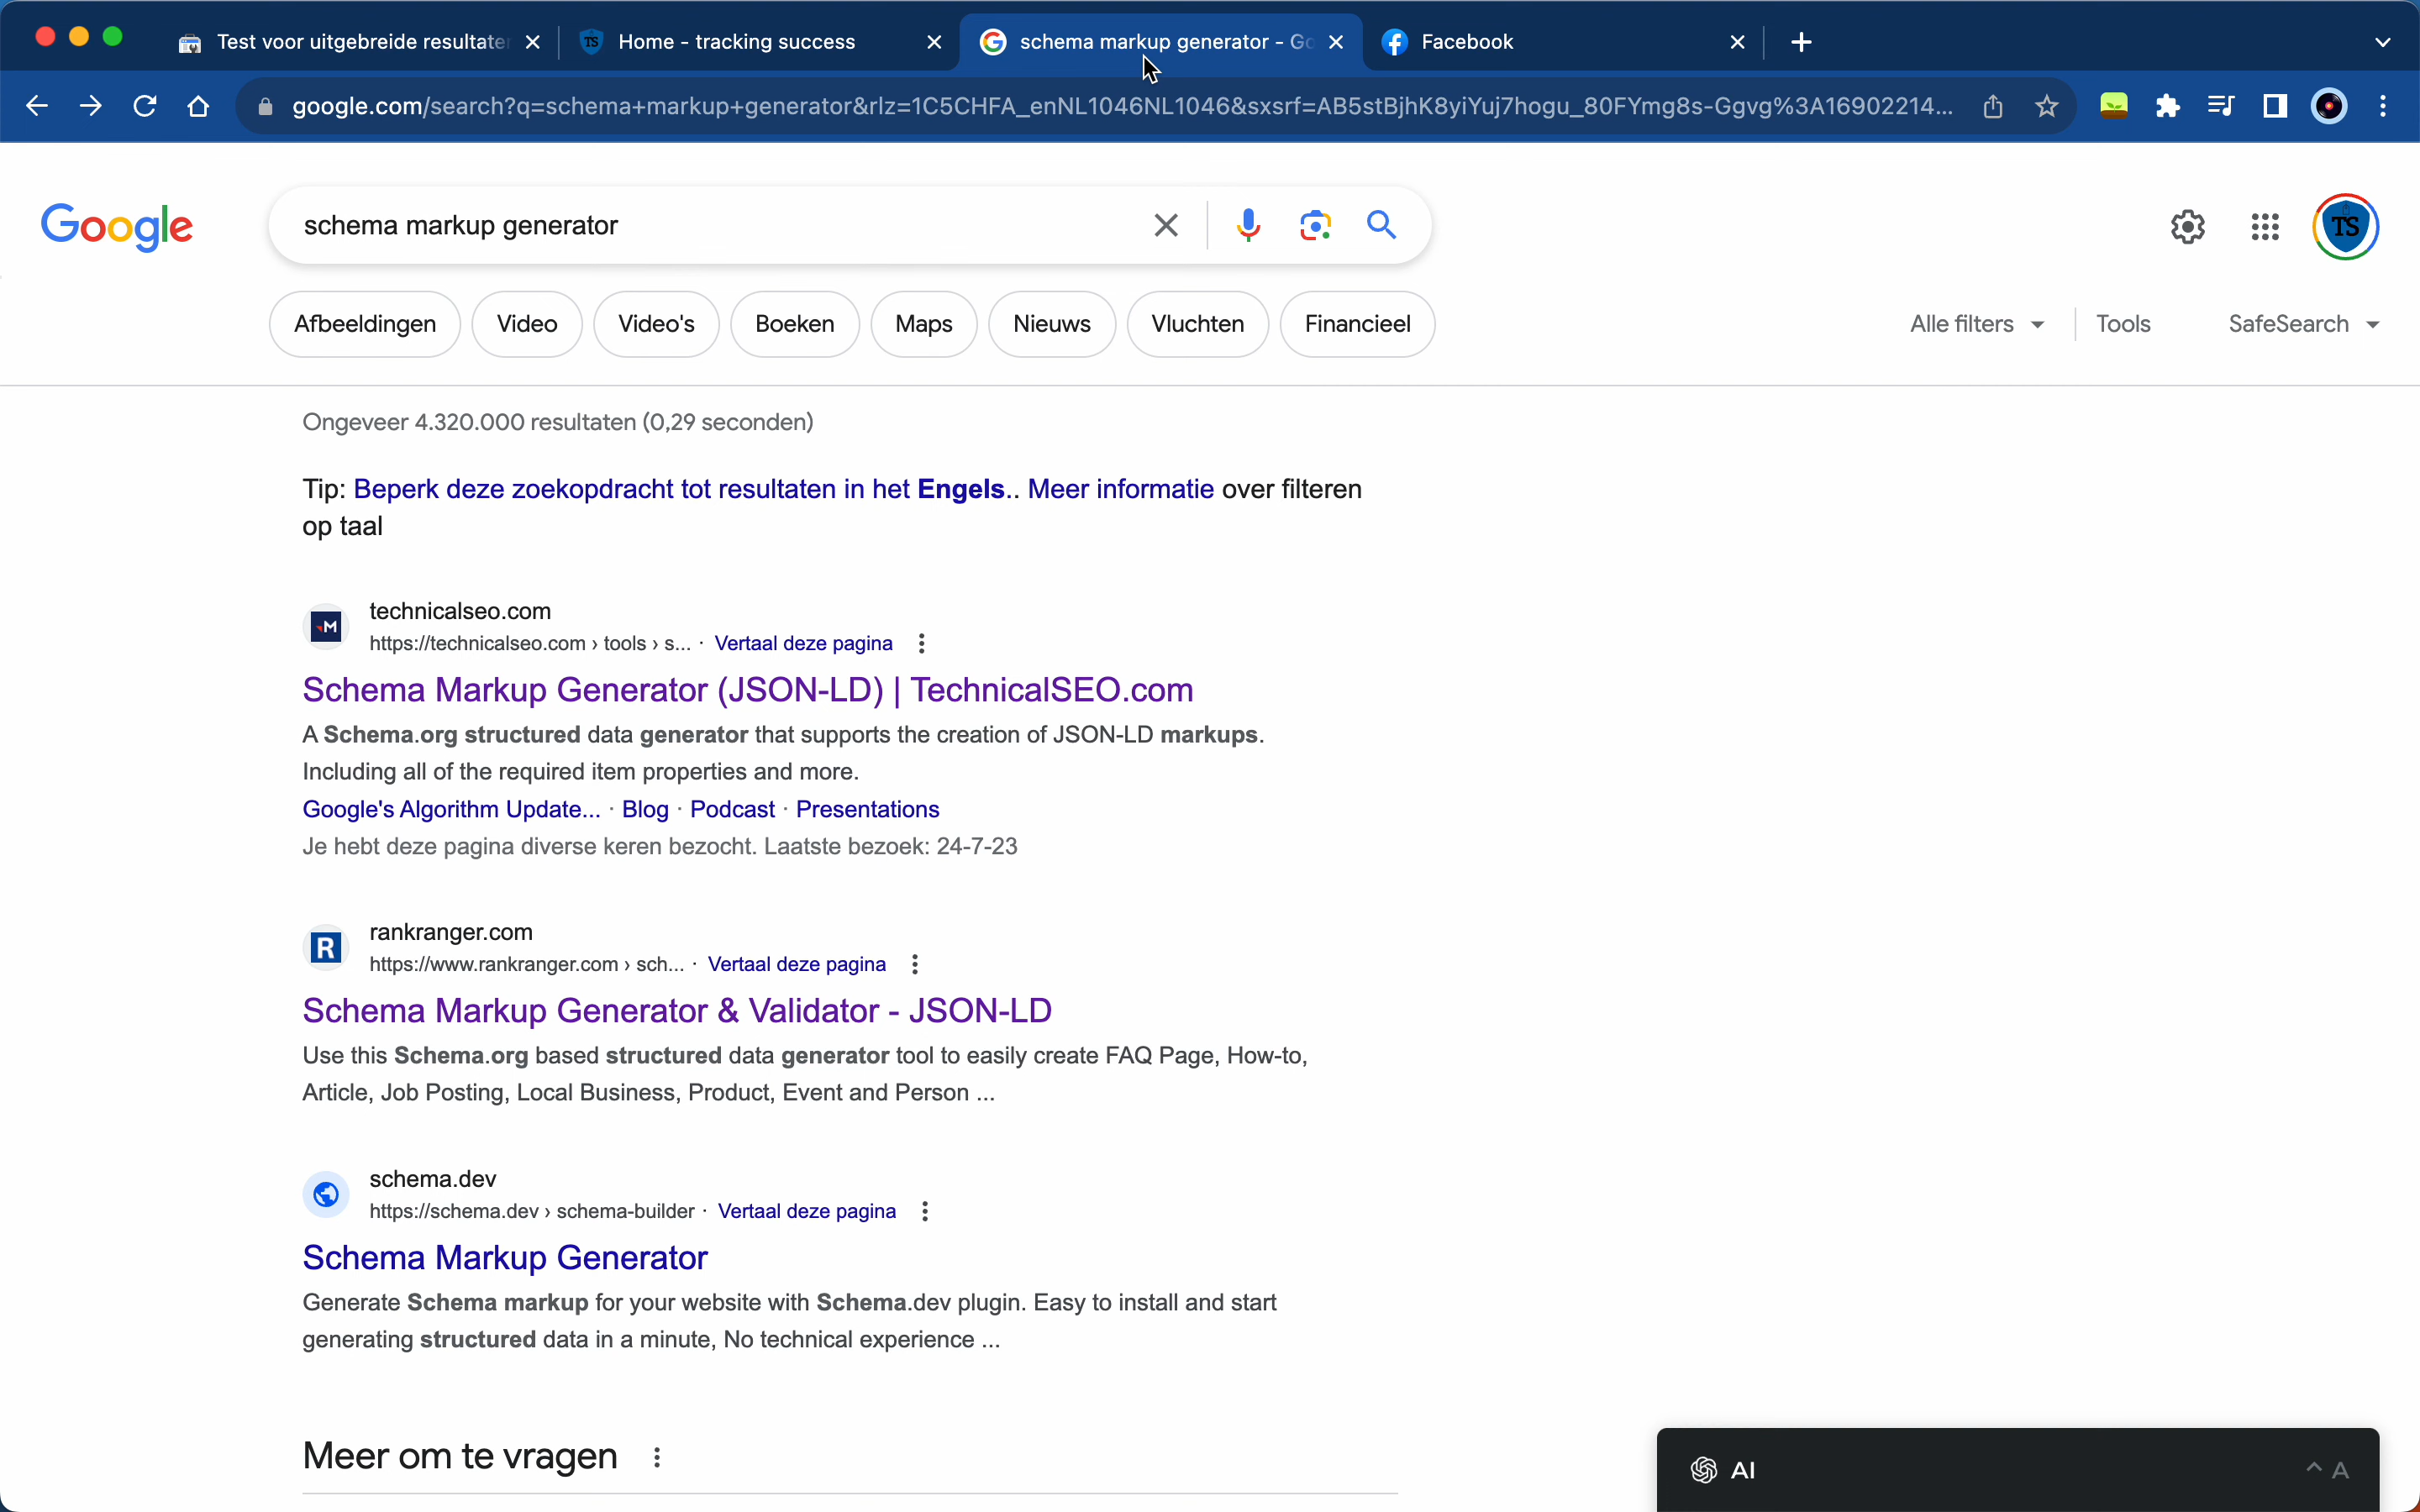 Test voor uitgebreide resultaten
Home - tracking success
schema markup generator - Go
Facebook
google.com/search?q=schema+markup+generator&rlz=1C5CHFA_enNL1046NL1046&sxsrf=AB5stBjhK8yiYuj7hogu_80FYmg8s-Ggvg%3A16902214...
Google
schema markup generator
TS
Afbeeldingen
Video
Video's
Boeken
Maps
Nieuws
Vluchten
Financieel
Alle filters
Tools
SafeSearch
Ongeveer 4.320.000 resultaten (0,29 seconden)
Tip: Beperk deze zoekopdracht tot resultaten in het Engels.. Meer informatie over filteren
op taal
technicalseo.com
https://technicalseo.com › tools › s... · Vertaal deze pagina
Schema Markup Generator (JSON-LD) | TechnicalSEO.com
A Schema.org structured data generator that supports the creation of JSON-LD markups.
Including all of the required item properties and more.
Google's Algorithm Update... · Blog · Podcast · Presentations
Je hebt deze pagina diverse keren bezocht. Laatste bezoek: 24-7-23
rankranger.com
https://www.rankranger.com › sch... · Vertaal deze pagina
Schema Markup Generator & Validator - JSON-LD
Use this Schema.org based structured data generator tool to easily create FAQ Page, How-to,
Article, Job Posting, Local Business, Product, Event and Person ...
schema.dev
https://schema.dev › schema-builder · Vertaal deze pagina
Schema Markup Generator
Generate Schema markup for your website with Schema.dev plugin. Easy to install and start
generating structured data in a minute, No technical experience ...
Meer om te vragen
AI
^ A